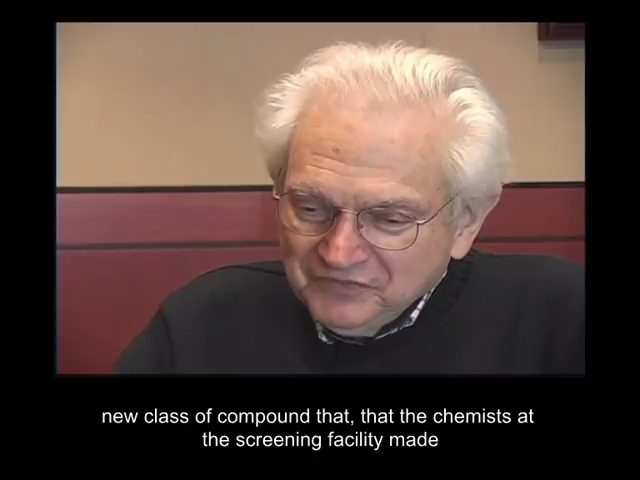 new class of compound that, that the chemists at
the screening facility made